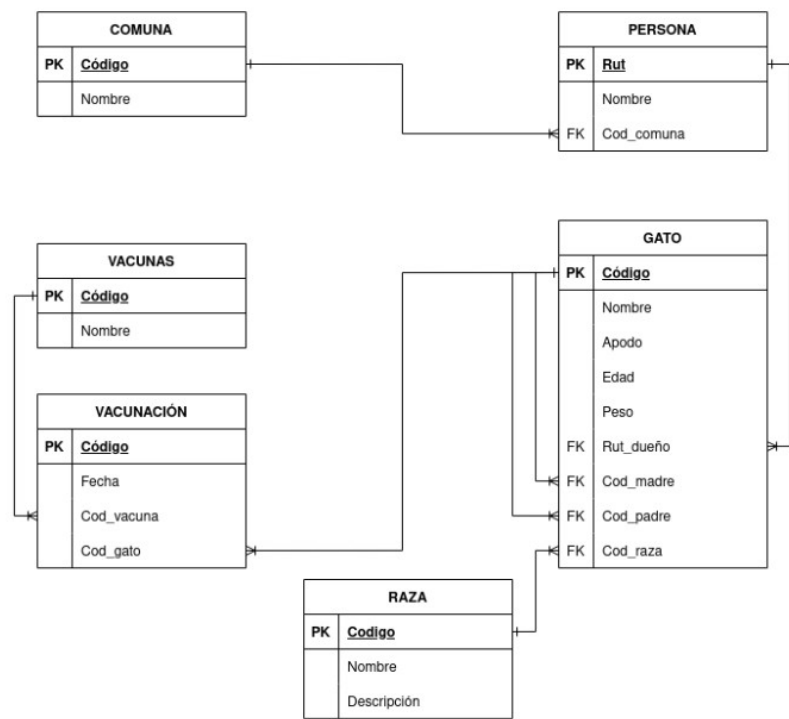 COMUNA
PK Código
Nombre
PERSONA
PK Rut
Nombre
FK Cod_comuna
VACUNAS
PK Código
Nombre
GATO
PK Código
Nombre
Apodo
Edad
Peso
FK Rut_dueño
FK Cod_madre
FK Cod_padre
FK Cod_raza
VACUNACIÓN
PK Código
Fecha
Cod_vacuna
Cod_gato
RAZA
PK Codigo
Nombre
Descripción